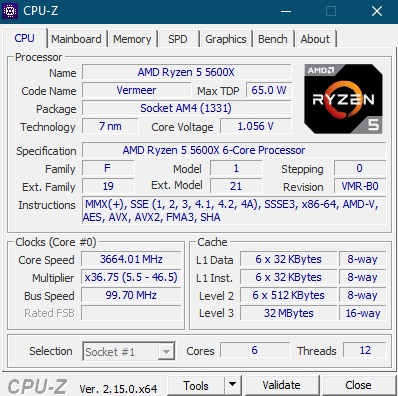 CPU-Z
CPU Mainboard Memory SPD Graphics Bench About
Processor
Name AMD Ryzen 5 5600X
Code Name Vermeer Max TDP 65.0 W
Package Socket AM4 (1331)
Technology 7 nm Core Voltage 1.056 V
AMD
RYZEN
5
Specification AMD Ryzen 5 5600X 6-Core Processor
Family F Model 1 Stepping 0
Ext. Family 19 Ext. Model 21 Revision VMR-B0
Instructions MMX(+), SSE (1, 2, 3, 4.1, 4.2, 4A), SSSE3, x86-64, AMD-V,
AES, AVX, AVX2, FMA3, SHA
Clocks (Core #0)
Core Speed 3664.01 MHz
Multiplier x36.75 (5.5 - 46.5)
Bus Speed 99.70 MHz
Rated FSB
Cache
L1 Data 6 x 32 KBytes 8-way
L1 Inst. 6 x 32 KBytes 8-way
Level 2 6 x 512 KBytes 8-way
Level 3 32 MBytes 16-way
Selection Socket #1 Cores 6 Threads 12
CPU-Z Ver. 2.15.0.x64 Tools Validate Close